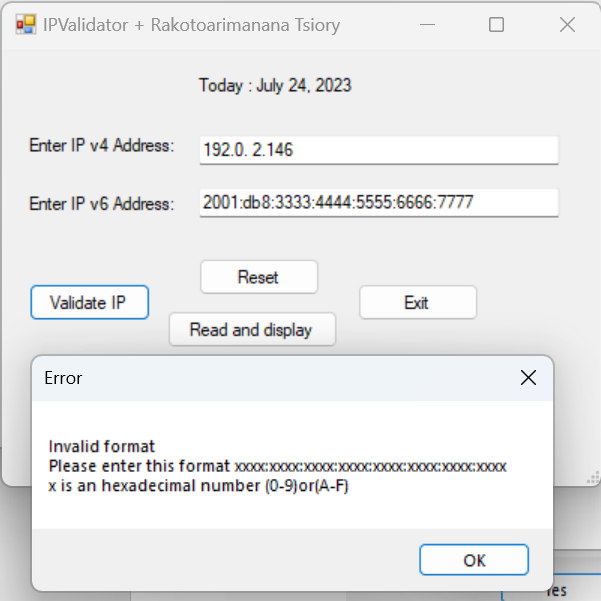 IPValidator + Rakotoarimanana Tsiory
Today : July 24, 2023
Enter IP v4 Address:
192.0. 2.146
Enter IP v6 Address:
2001:db8:3333:4444:5555:6666:7777
Reset
Validate IP
Exit
Read and display
Error
Invalid format
Please enter this format xxxx:xxxx:xxxx:xxxx:xxxx:xxxx:xxxx:xxxx
x is an hexadecimal number (0-9)or(A-F)
OK
Yes